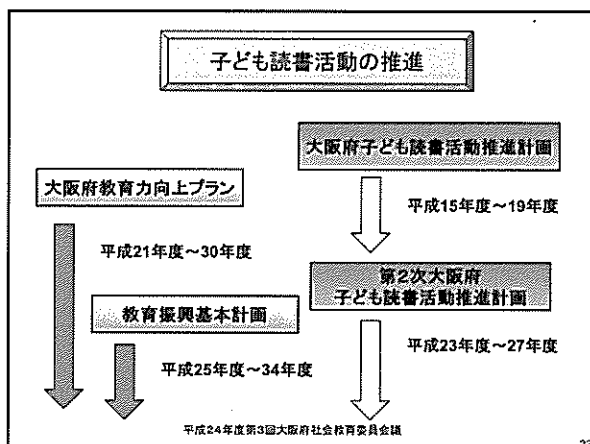 子ども読書活動の推進
大阪府教育力向上プラン
平成21年度～30年度
教育振興基本計画
平成25年度～34年度
大阪府子ども読書活動推進計画
平成15年度～19年度
第2次大阪府
子ども読書活動推進計画
平成23年度～27年度
平成24年度第3回大阪府社会教育委員会議